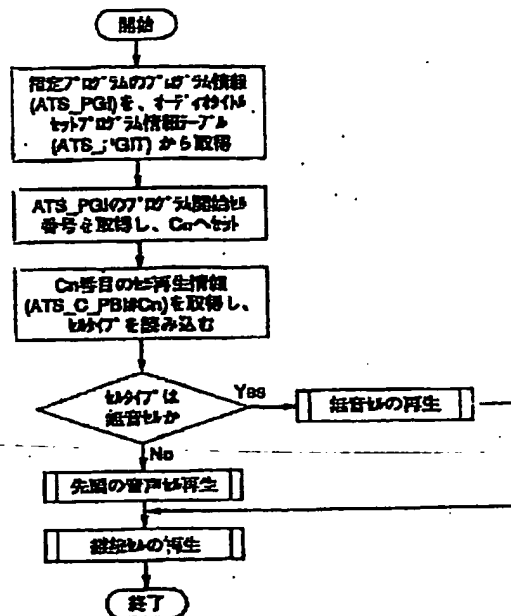 開始
指定プログラムのプログラム情報
(ATS_PGI)を、オーディオタイトル
セットプログラム情報テーブル
から取得
ATS_PGIのプログラム開始セル
番号を取得し、Cnへセット
Cn番目のセル再生情報
(ATS_C_PBI#Cn)を取得し、
セルタイプを読み込む
セルタイプは
音セルか
YBS
音セルの再生
No
先頭の音声セル再生
セルの再生
終了